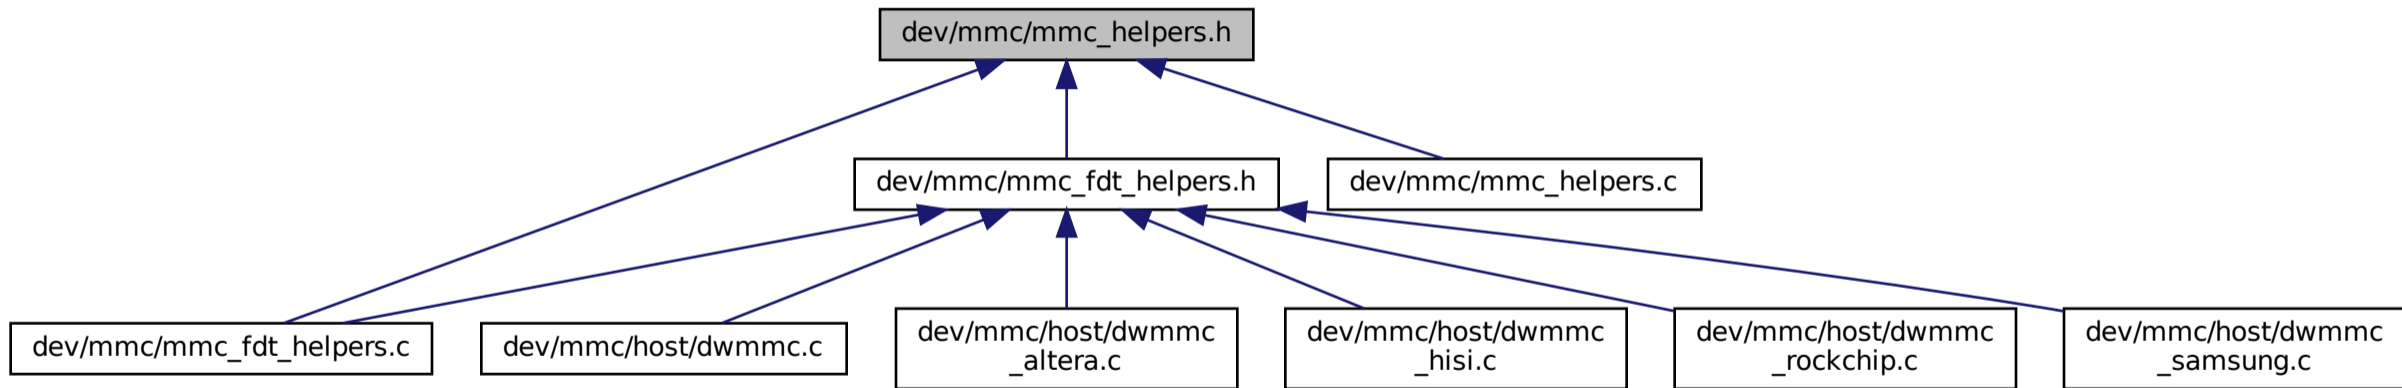 dev/mmc/mmc_helpers.h
dev/mmc/mmc_fdt_helpers.h
dev/mmc/mmc_helpers.c
dev/mmc/mmc_fdt_helpers.c
dev/mmc/host/dwmmc.c
dev/mmc/host/dwmmc
_altera.c
dev/mmc/host/dwmmc
_hisi.c
dev/mmc/host/dwmmc
_rockchip.c
dev/mmc/host/dwmmc
_samsung.c